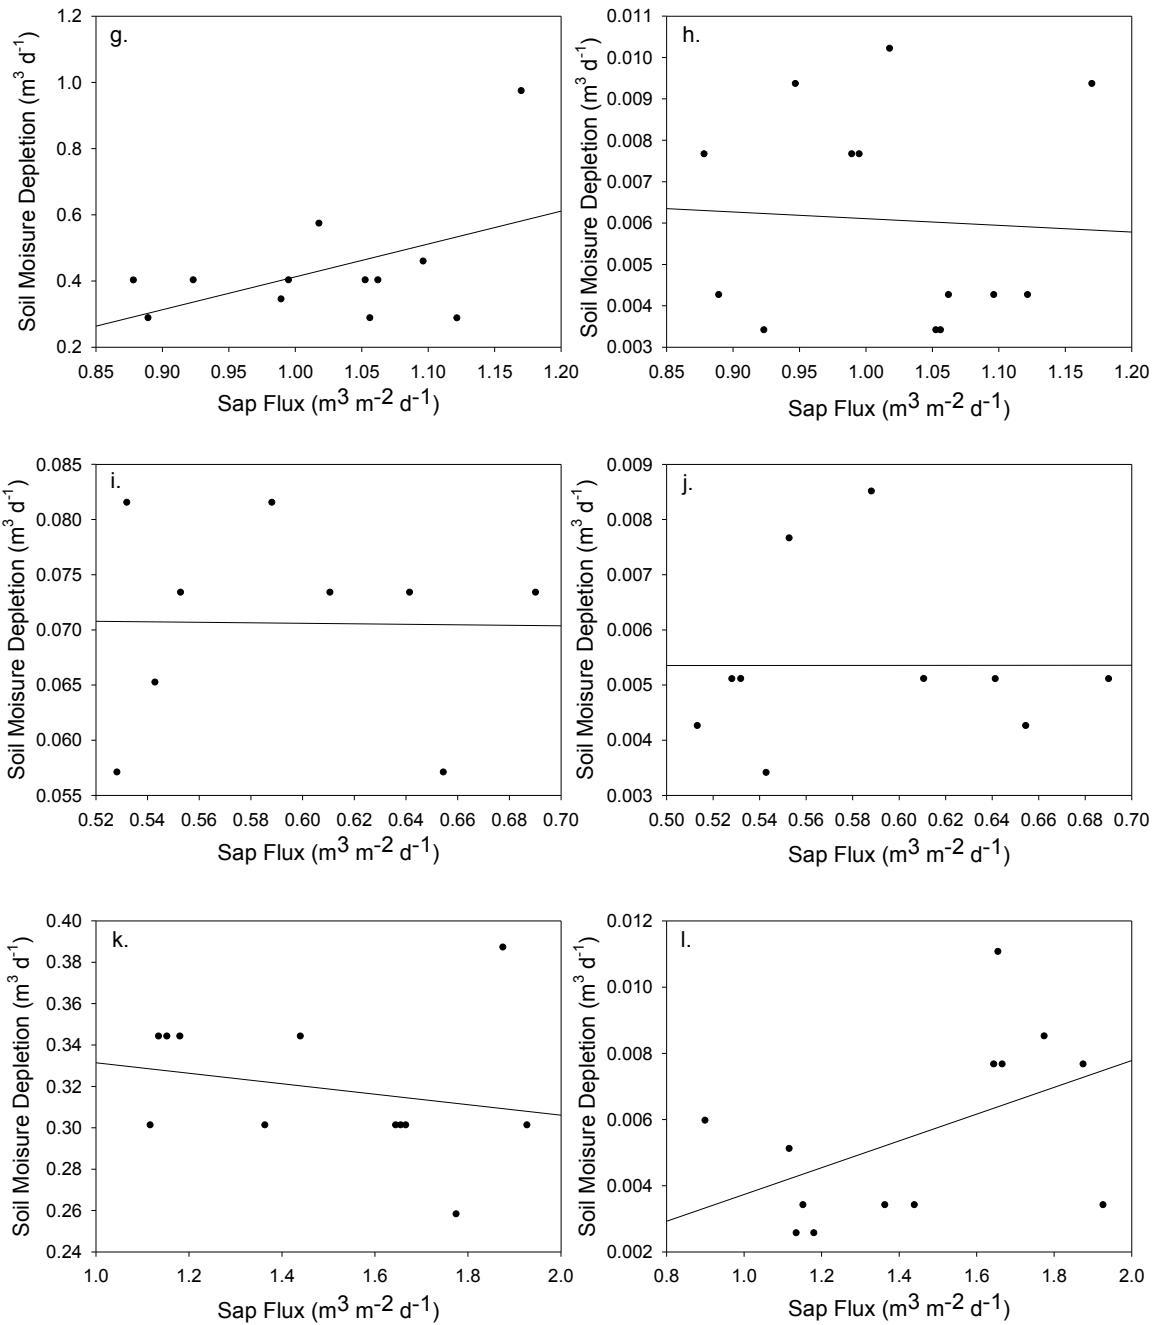 g.
Soil Moisure Depletion (m³ d⁻¹)
1.2
1.0
0.8
0.6
0.4
0.2
0.85 0.90 0.95 1.00 1.05 1.10 1.15 1.20
Sap Flux (m³ m⁻² d⁻¹)
h.
Soil Moisure Depletion (m³ d⁻¹)
0.011
0.010
0.009
0.008
0.007
0.006
0.005
0.004
0.003
0.85 0.90 0.95 1.00 1.05 1.10 1.15 1.20
Sap Flux (m³ m⁻² d⁻¹)
i.
Soil Moisure Depletion (m³ d⁻¹)
0.085
0.080
0.075
0.070
0.065
0.060
0.055
0.52 0.54 0.56 0.58 0.60 0.62 0.64 0.66 0.68 0.70
Sap Flux (m³ m⁻² d⁻¹)
j.
Soil Moisure Depletion (m³ d⁻¹)
0.009
0.008
0.007
0.006
0.005
0.004
0.003
0.50 0.52 0.54 0.56 0.58 0.60 0.62 0.64 0.66 0.68 0.70
Sap Flux (m³ m⁻² d⁻¹)
k.
Soil Moisure Depletion (m³ d⁻¹)
0.40
0.38
0.36
0.34
0.32
0.30
0.28
0.26
0.24
1.0 1.2 1.4 1.6 1.8 2.0
Sap Flux (m³ m⁻² d⁻¹)
l.
Soil Moisure Depletion (m³ d⁻¹)
0.012
0.010
0.008
0.006
0.004
0.002
0.8 1.0 1.2 1.4 1.6 1.8 2.0
Sap Flux (m³ m⁻² d⁻¹)